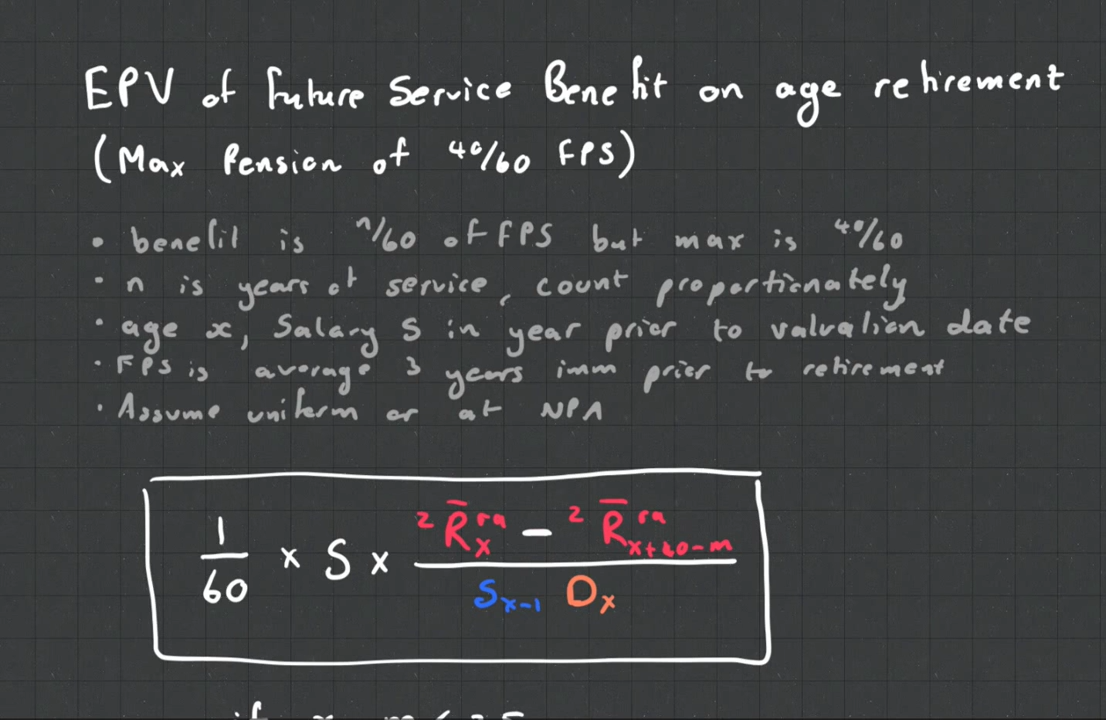 EPV of Future Service Benefit on age retirement
(Max Pension of 40/60 FPS)
• benefit is n/60 of FPS but max is 40/60
• n is years of service, count proportionately
• age x, Salary S in year prior to valuation date
• FPS is average 3 years imm prior to retirement
• Assume uniform or at NPA
1/60 × S × (²R̄ₓʳᵃ − ²R̄ₓ₊₄₀₋ₘʳᵃ) / (Sₓ₋₁ Dₓ)
if x